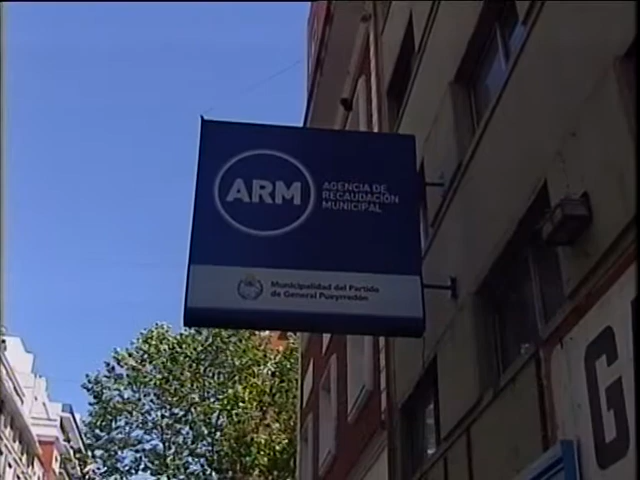 ARM
AGENCIA DE
RECAUDACIÓN
MUNICIPAL
Municipalidad del Partido
de General Pueyrredón
G